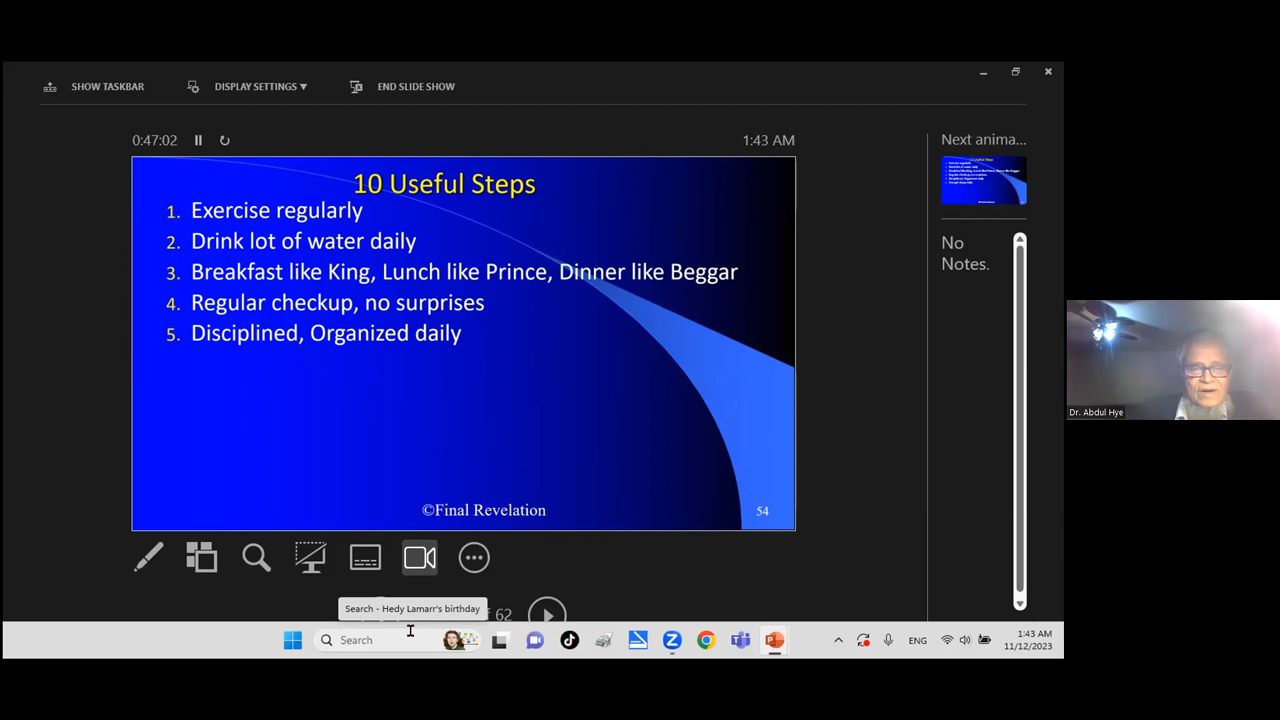 SHOW TASKBAR DISPLAY SETTINGS ▼ END SLIDE SHOW
0:47:02 1:43 AM
Next anima...
10 Useful Steps
1. Exercise regularly
2. Drink lot of water daily
3. Breakfast like King, Lunch like Prince, Dinner like Beggar
4. Regular checkup, no surprises
5. Disciplined, Organized daily
©Final Revelation 54
No
Notes.
Dr. Abdul Hye
Search - Hedy Lamarr's birthday
62
Search
ENG
1:43 AM
11/12/2023